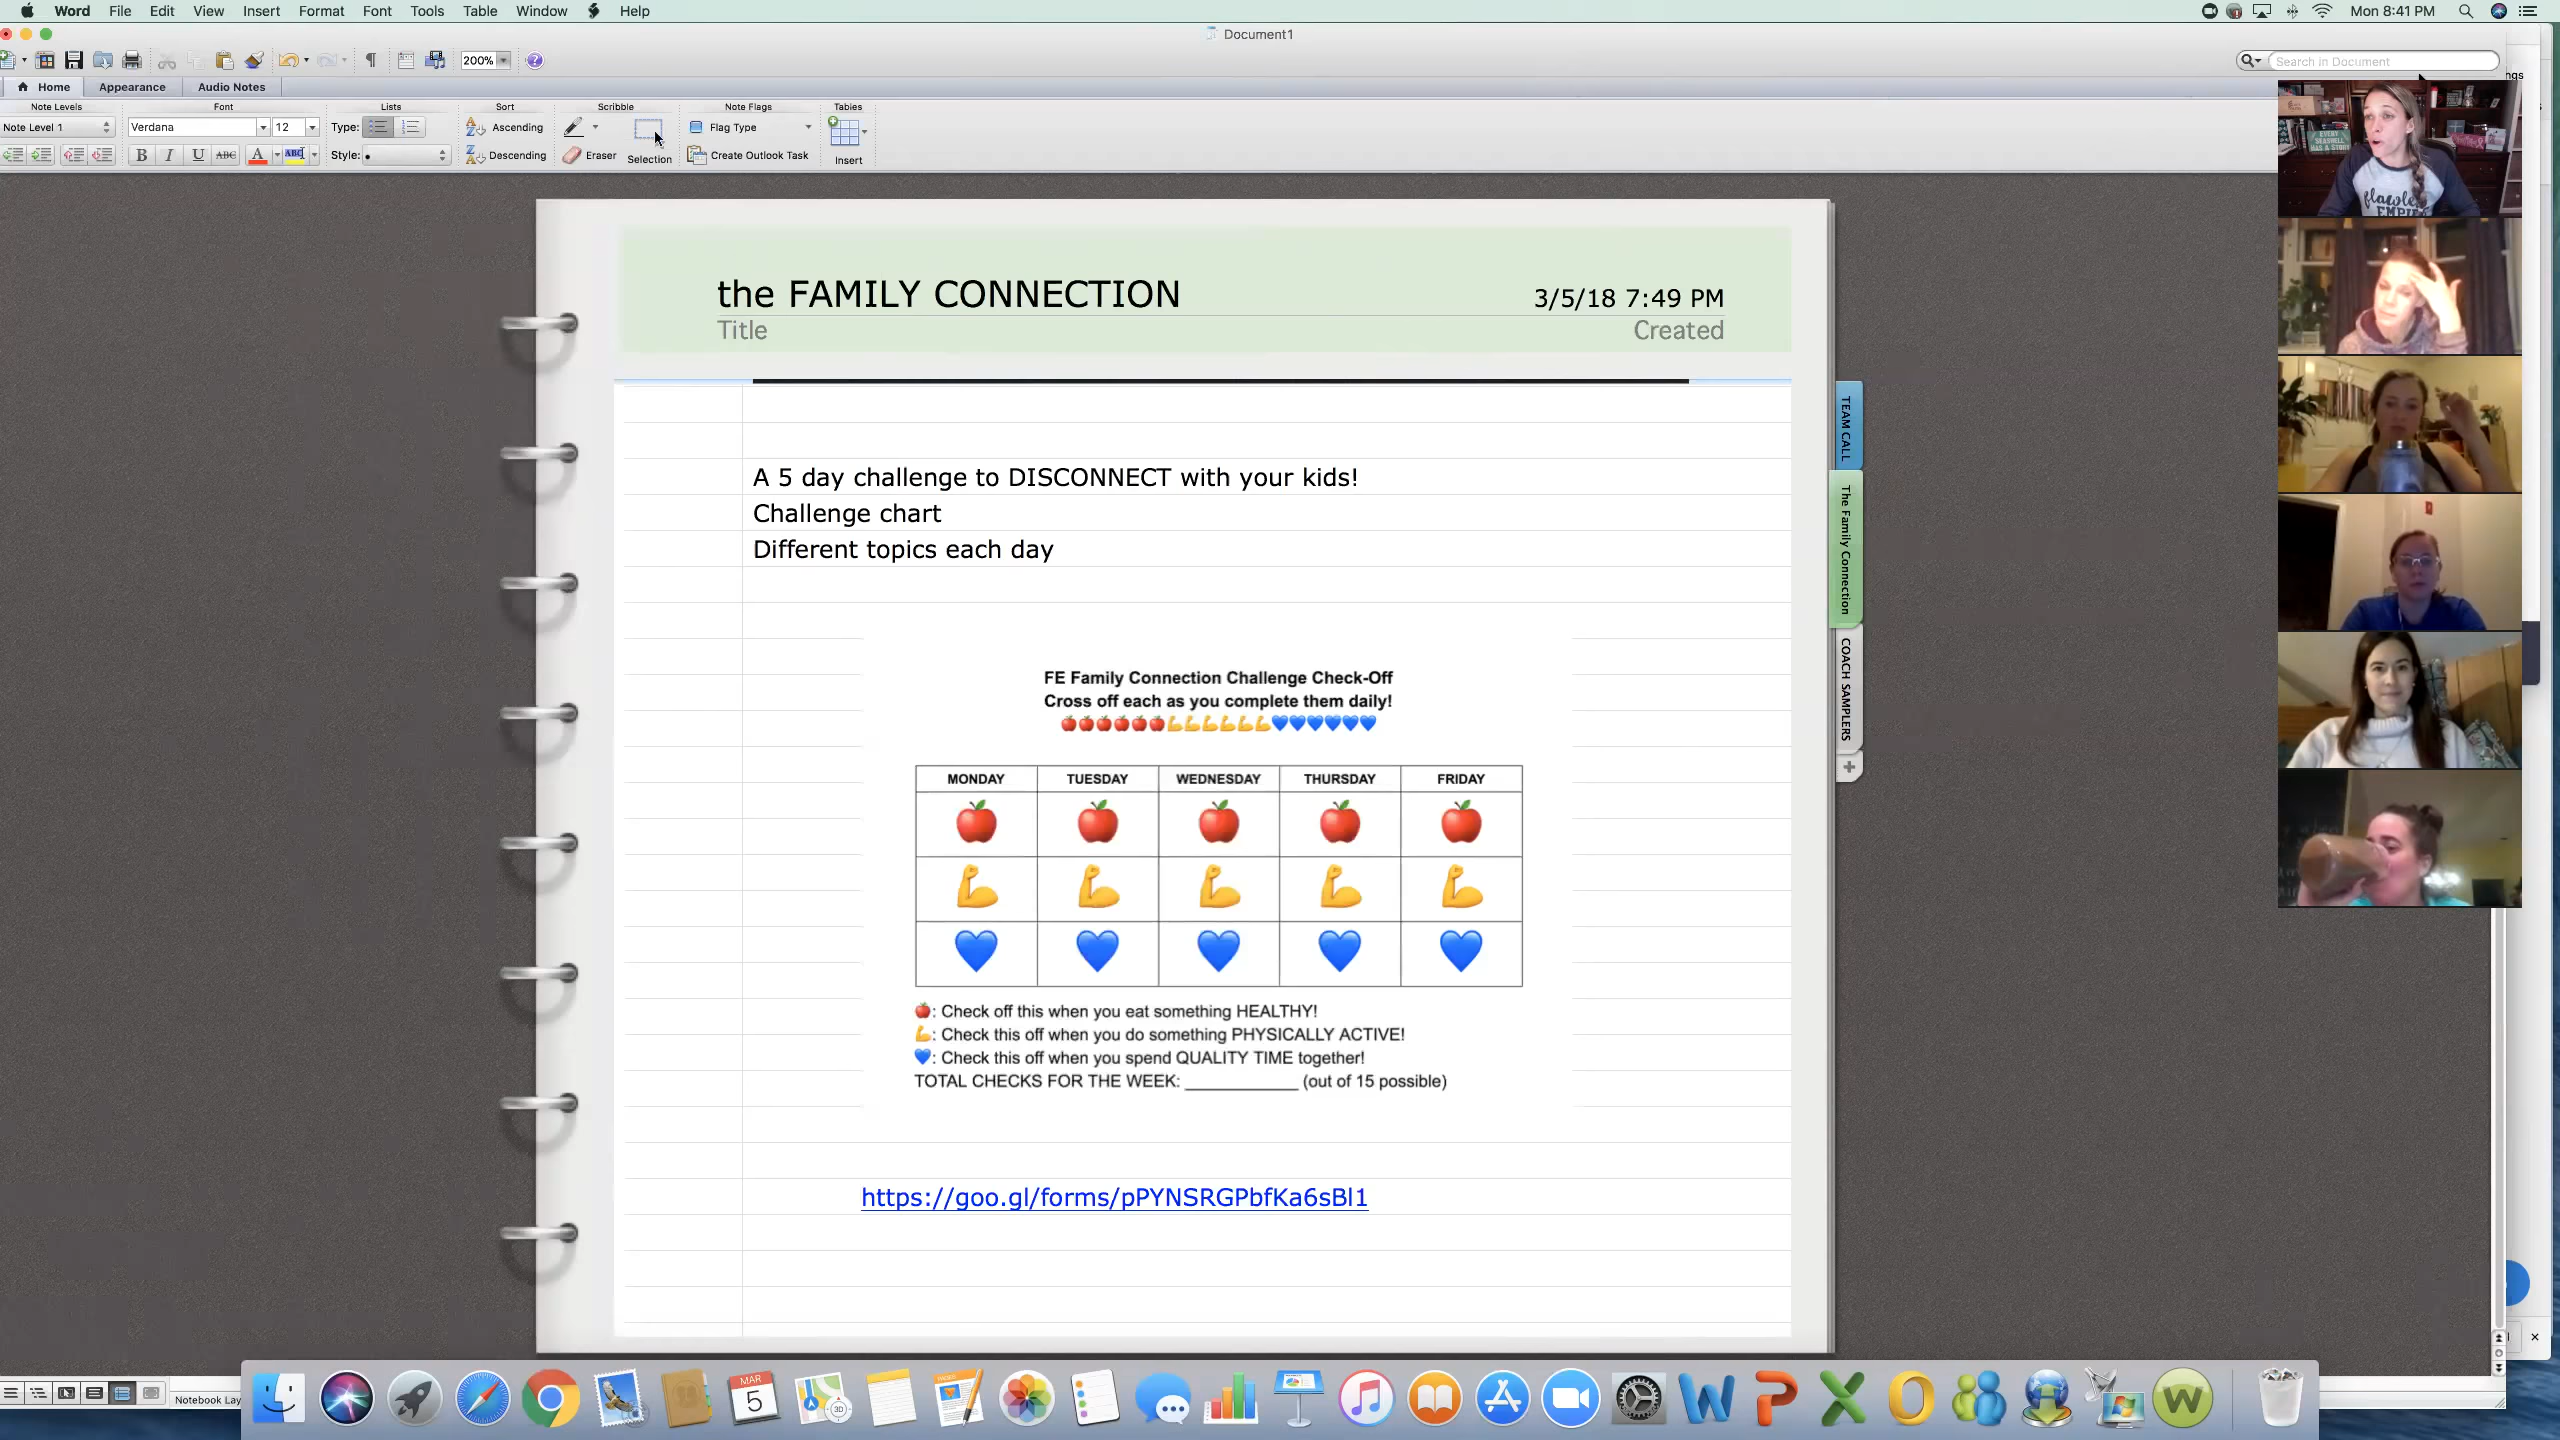 Word File Edit View Insert Format Font Tools Table Window Help Mon 8:41 PM
Document1
200% Search in Document
Home Appearance Audio Notes
Note Levels Font Lists Sort Scribble Note Flags Tables
Note Level 1 Verdana 12 Type: Ascending Flag Type
B I U ABC A ABC Style: Descending Eraser Selection Create Outlook Task Insert
the FAMILY CONNECTION 3/5/18 7:49 PM
Title Created
TEAM CALL
The Family Connection
COACH SAMPLERS
A 5 day challenge to DISCONNECT with your kids!
Challenge chart
Different topics each day
FE Family Connection Challenge Check-Off
Cross off each as you complete them daily!
🍎🍎🍎🍎🍎🍎💪💪💪💪💪💪💙💙💙💙💙💙
MONDAY TUESDAY WEDNESDAY THURSDAY FRIDAY
🍎 🍎 🍎 🍎 🍎
💪 💪 💪 💪 💪
💙 💙 💙 💙 💙
🍎: Check off this when you eat something HEALTHY!
💪: Check this off when you do something PHYSICALLY ACTIVE!
💙: Check this off when you spend QUALITY TIME together!
TOTAL CHECKS FOR THE WEEK: ____________ (out of 15 possible)
https://goo.gl/forms/pPYNSRGPbfKa6sBl1
Notebook Lay
MAR
5
3D